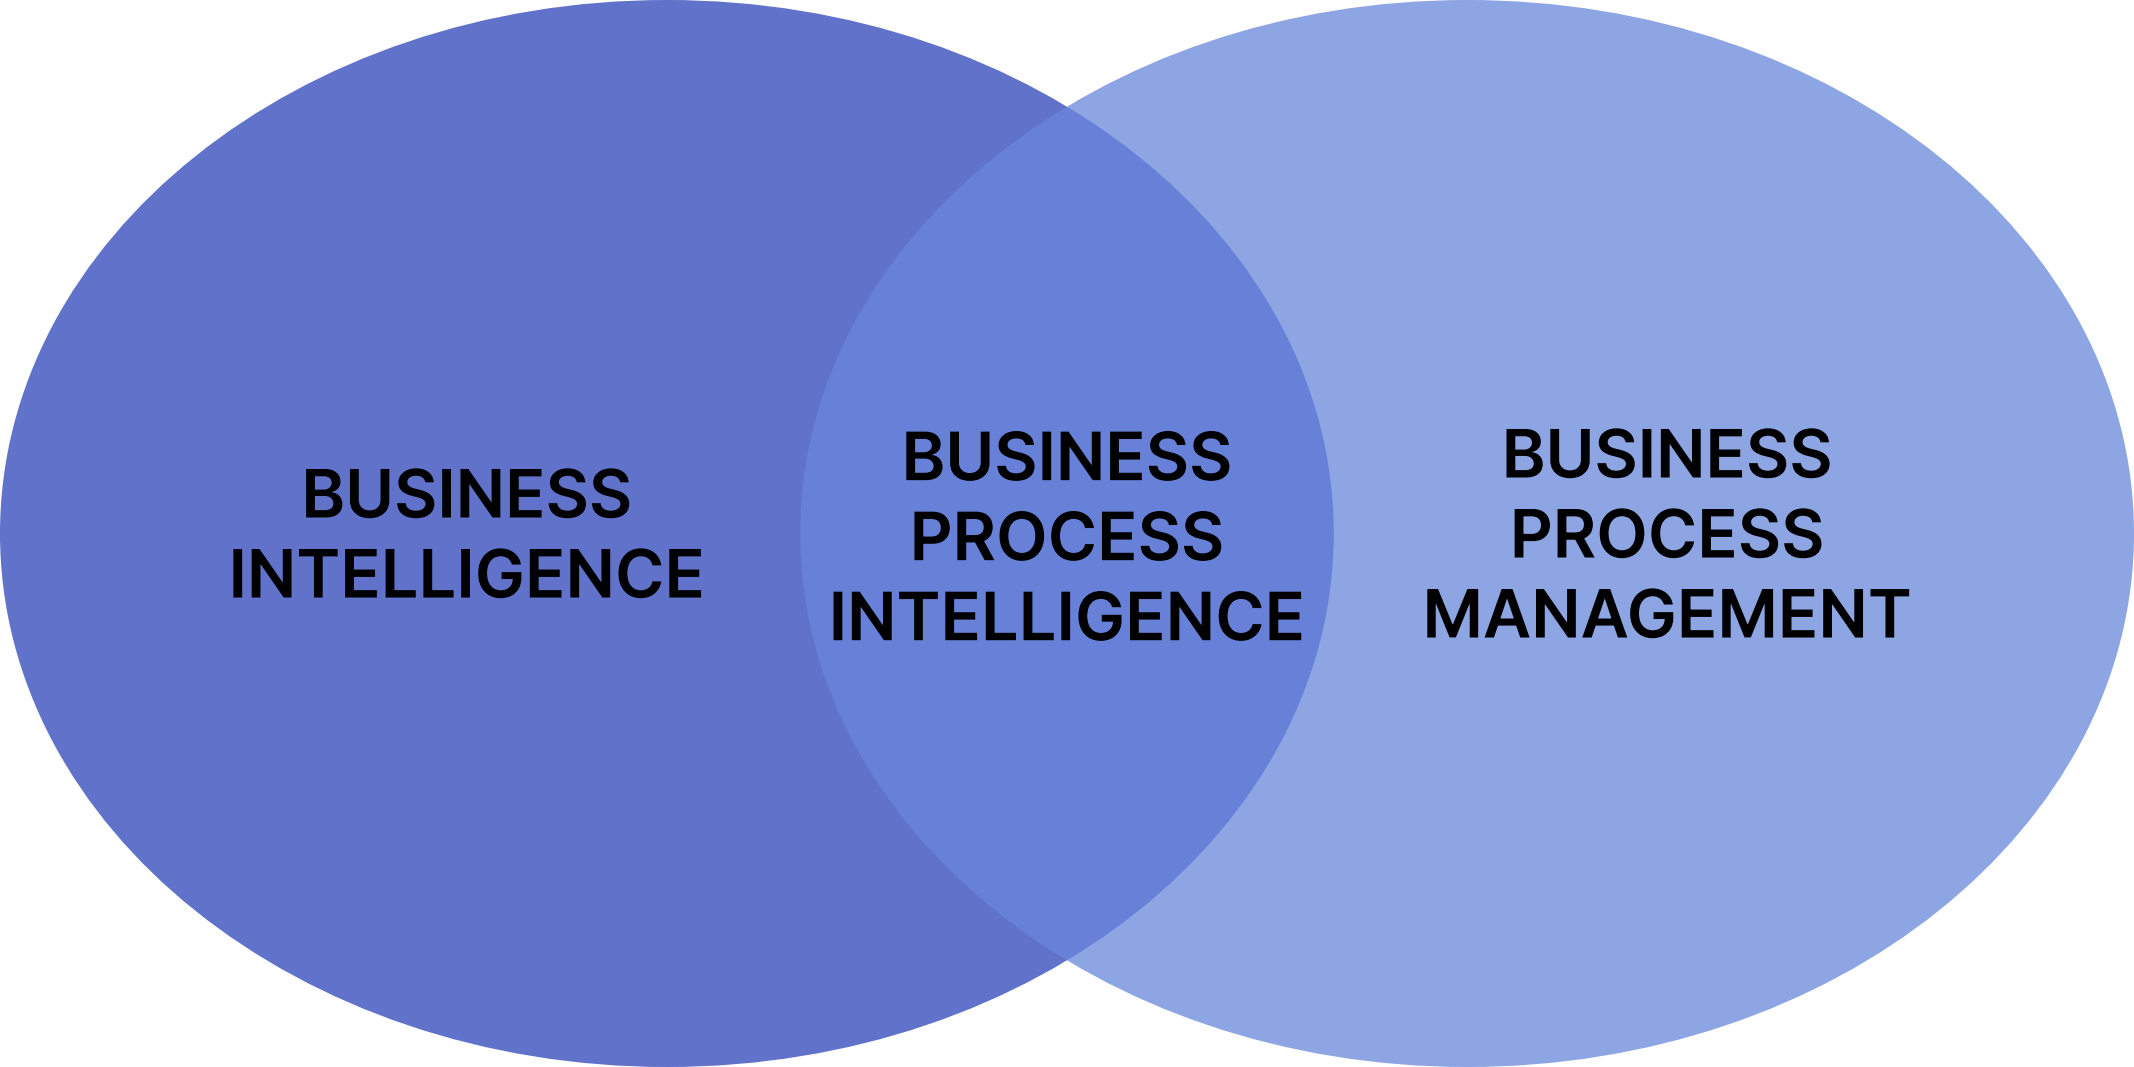 BUSINESS
INTELLIGENCE
BUSINESS
PROCESS
INTELLIGENCE
BUSINESS
PROCESS
MANAGEMENT